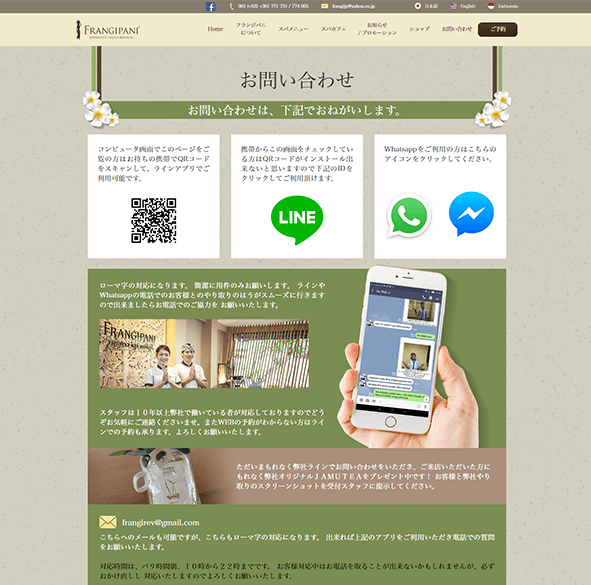 061 (+62) +361 731 731 / 774 005
frangijp@yahoo.co.jp
日本語
English
Indonesia
FRANGIPANI
Home
フランジパニ
について
スパメニュー
スパカフェ
お知らせ
/ プロモーション
ショップ
お問い合わせ
ご予約
お問い合わせ
お問い合わせは、下記でおねがいします。
コンピュータ画面でこのページをご
覧の方はお持ちの携帯でQRコード
をスキャンして、ラインアプリでご
利用可能です。
携帯からこの画面をチェックしてい
る方はQRコードがインストール出
来ないと思いますので下記のIDを
クリックしてご利用頂けます。
LINE
Whatsappをご利用の方はこちらの
アイコンをクリックしてください。
ローマ字の対応になります。 簡潔に用件のみお願いします。 ラインや
Whatsappの電話でのお客様とのやり取りのほうがスムーズに行きます
ので出来ましたらお電話でのご協力を お願いいたします。
FRANGIPANI
スタッフは１０年以上弊社で働いている者が対応しておりますのでどう
ぞお気軽にご連絡くださいませ。またWEBの予約がわからない方はライ
ンでの予約も承ります。よろしくお願いいたします。
ただいまもれなく弊社ラインでお問い合わせをいただき、ご来店いただいた方に
もれなく弊社オリジナルＪＡＭＵＴＥＡをプレゼント中です！ お客様と弊社やり
取りのスクリーンショットを受付スタッフに提示してください。
frangirev@gmail.com
こちらへのメールも可能ですが、こちらもローマ字の対応になります。 出来れば上記のアプリをご利用いただき電話での質問
をお願いいたします。
対応時間は、バリ時間朝、１０時から２２時までです。 お客様対応中はお電話を取ることが出来ないかもしれませんが、必ず
おかけ直しし 対応いたしますのでよろしくお願いいたします。